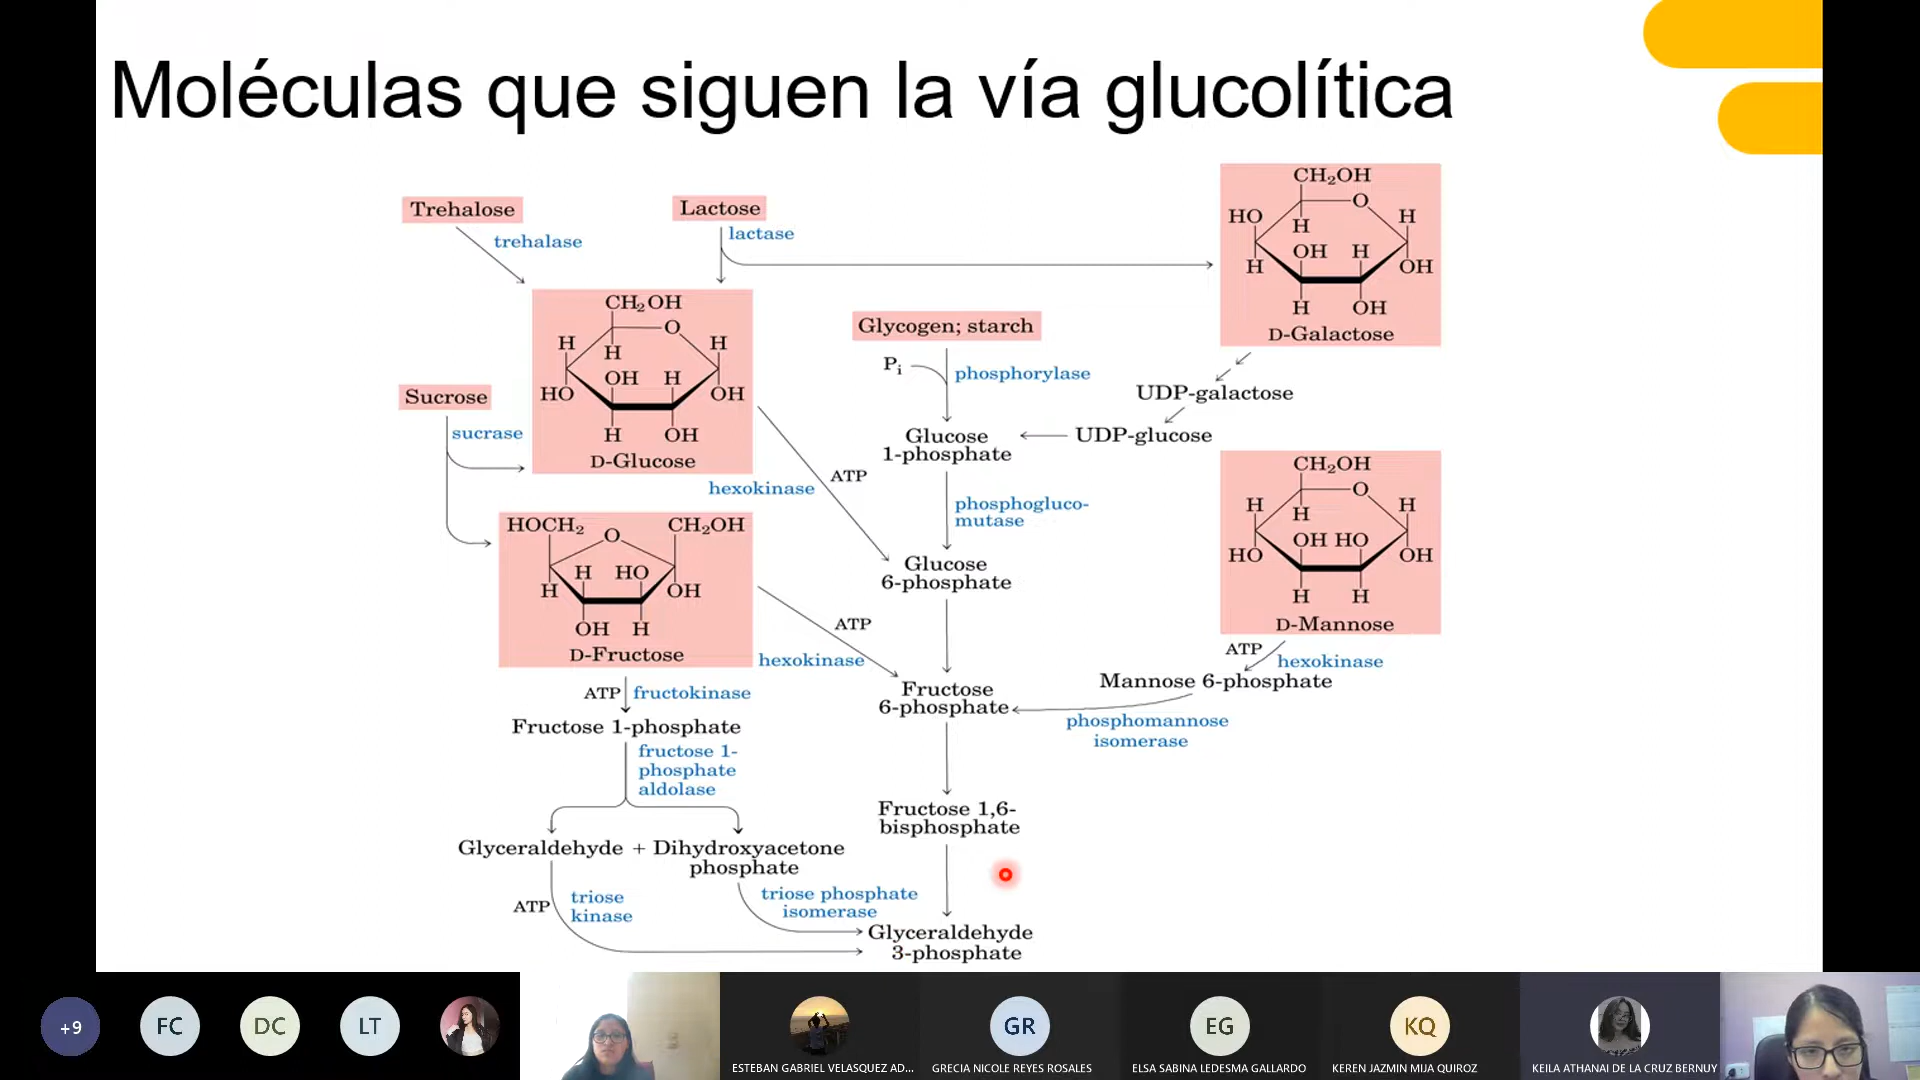 Moléculas que siguen la vía glucolítica
Trehalose
trehalase
Lactose
lactase
CH₂OH
O
HO
H
H
OH
H
H
OH
H
OH
D-Galactose
CH₂OH
O
H
H
H
OH
H
HO
OH
H
OH
D-Glucose
Glycogen; starch
Pᵢ
phosphorylase
UDP-galactose
UDP-glucose
Glucose
1-phosphate
Sucrose
sucrase
hexokinase
ATP
phosphogluco-
mutase
CH₂OH
O
H
H
H
OH HO
HO
OH
H
H
D-Mannose
HOCH₂
O
CH₂OH
H
HO
H
OH
OH
H
D-Fructose
Glucose
6-phosphate
ATP
hexokinase
ATP
hexokinase
Mannose 6-phosphate
phosphomannose
isomerase
Fructose
6-phosphate
ATP
fructokinase
Fructose 1-phosphate
fructose 1-
phosphate
aldolase
Fructose 1,6-
bisphosphate
Glyceraldehyde + Dihydroxyacetone
phosphate
ATP
triose
kinase
triose phosphate
isomerase
Glyceraldehyde
3-phosphate
+9
FC
DC
LT
GR
EG
KQ
ESTEBAN GABRIEL VELASQUEZ AD...
GRECIA NICOLE REYES ROSALES
ELSA SABINA LEDESMA GALLARDO
KEREN JAZMIN MIJA QUIROZ
KEILA ATHANAI DE LA CRUZ BERNUY